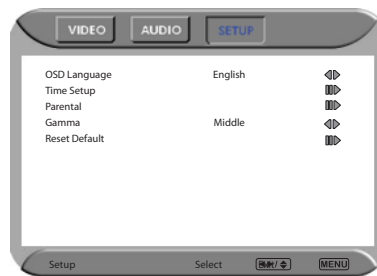 VIDEO AUDIO SETUP
OSD Language English
Time Setup
Parental
Gamma Middle
Reset Default
Setup Select MENU